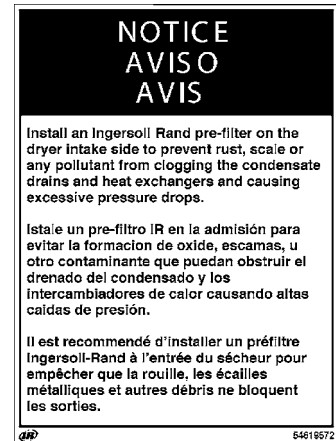 NOTICE
AVISO
AVIS
Install an Ingersoll Rand pre-filter on the
dryer intake side to prevent rust, scale or
any pollutant from clogging the condensate
drains and heat exchangers and causing
excessive pressure drops.
Istale un pre-filtro IR en la admisión para
evitar la formacion de oxide, escamas, u
otro contaminante que puedan obstruir el
drenado del condensado y los
intercambiadores de calor causando altas
caidas de presión.
Il est recommendé d'installer un préfiltre
Ingersoll-Rand à l'entrée du sécheur pour
empêcher que la rouille, les écailles
métalliques et autres débris ne bloquent
les sorties.
IR 54619572